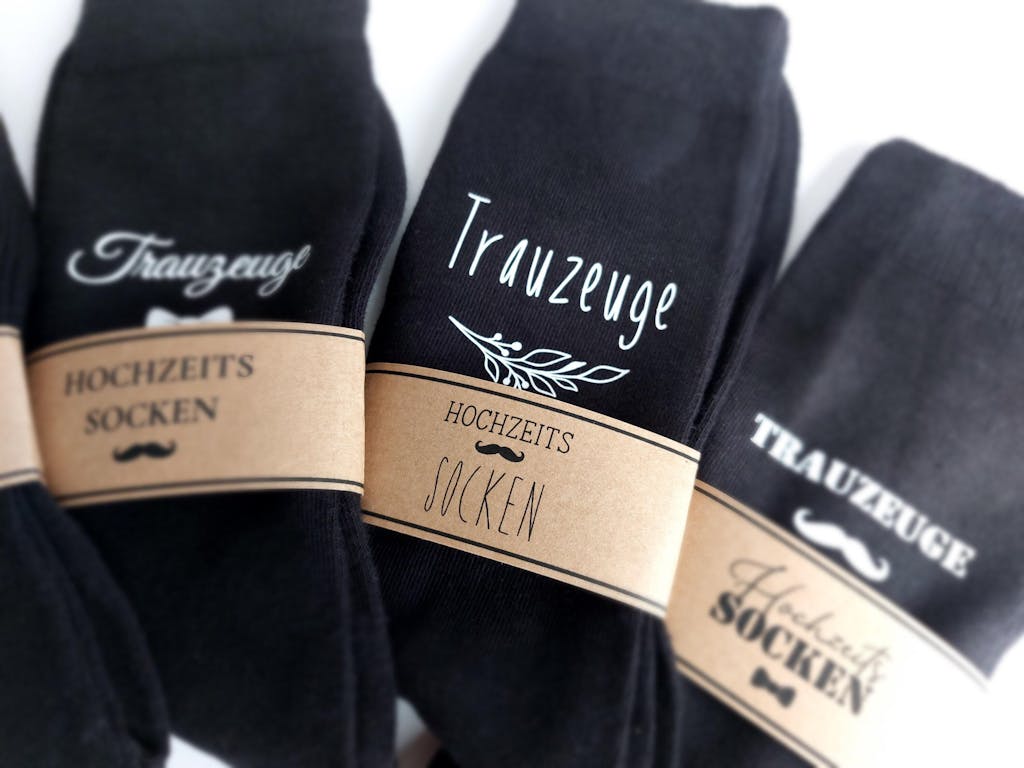 Trauzeuge
HOCHZEITS
SOCKEN
Trauzeuge
HOCHZEITS
SOCKEN
TRAUZEUGE
Hochzeits
SOCKEN